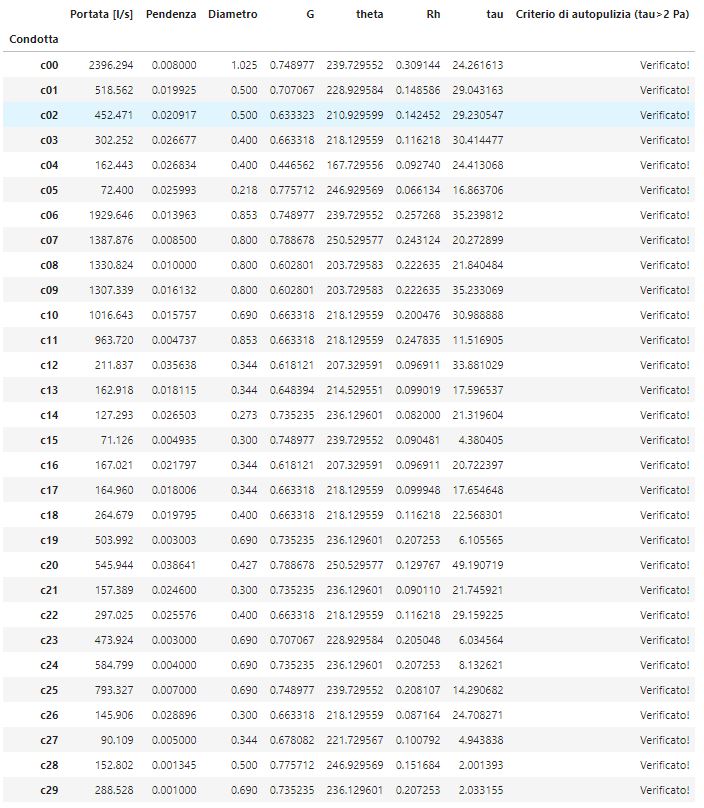 Portata [l/s] Pendenza Diametro G theta Rh tau Criterio di autopulizia (tau>2 Pa)
Condotta
c00 2396.294 0.008000 1.025 0.748977 239.729552 0.309144 24.261613 Verificato!
c01 518.562 0.019925 0.500 0.707067 228.929584 0.148586 29.043163 Verificato!
c02 452.471 0.020917 0.500 0.633323 210.929599 0.142452 29.230547 Verificato!
c03 302.252 0.026677 0.400 0.663318 218.129559 0.116218 30.414477 Verificato!
c04 162.443 0.026834 0.400 0.446562 167.729556 0.092740 24.413068 Verificato!
c05 72.400 0.025993 0.218 0.775712 246.929569 0.066134 16.863706 Verificato!
c06 1929.646 0.013963 0.853 0.748977 239.729552 0.257268 35.239812 Verificato!
c07 1387.876 0.008500 0.800 0.788678 250.529577 0.243124 20.272899 Verificato!
c08 1330.824 0.010000 0.800 0.602801 203.729583 0.222635 21.840484 Verificato!
c09 1307.339 0.016132 0.800 0.602801 203.729583 0.222635 35.233069 Verificato!
c10 1016.643 0.015757 0.690 0.663318 218.129559 0.200476 30.988888 Verificato!
c11 963.720 0.004737 0.853 0.663318 218.129559 0.247835 11.516905 Verificato!
c12 211.837 0.035638 0.344 0.618121 207.329591 0.096911 33.881029 Verificato!
c13 162.918 0.018115 0.344 0.648394 214.529551 0.099019 17.596537 Verificato!
c14 127.293 0.026503 0.273 0.735235 236.129601 0.082000 21.319604 Verificato!
c15 71.126 0.004935 0.300 0.748977 239.729552 0.090481 4.380405 Verificato!
c16 167.021 0.021797 0.344 0.618121 207.329591 0.096911 20.722397 Verificato!
c17 164.960 0.018006 0.344 0.663318 218.129559 0.099948 17.654648 Verificato!
c18 264.679 0.019795 0.400 0.663318 218.129559 0.116218 22.568301 Verificato!
c19 503.992 0.003003 0.690 0.735235 236.129601 0.207253 6.105565 Verificato!
c20 545.944 0.038641 0.427 0.788678 250.529577 0.129767 49.190719 Verificato!
c21 157.389 0.024600 0.300 0.735235 236.129601 0.090110 21.745921 Verificato!
c22 297.025 0.025576 0.400 0.663318 218.129559 0.116218 29.159225 Verificato!
c23 473.924 0.003000 0.690 0.707067 228.929584 0.205048 6.034564 Verificato!
c24 584.799 0.004000 0.690 0.735235 236.129601 0.207253 8.132621 Verificato!
c25 793.327 0.007000 0.690 0.748977 239.729552 0.208107 14.290682 Verificato!
c26 145.906 0.028896 0.300 0.663318 218.129559 0.087164 24.708271 Verificato!
c27 90.109 0.005000 0.344 0.678082 221.729567 0.100792 4.943838 Verificato!
c28 152.802 0.001345 0.500 0.775712 246.929569 0.151684 2.001393 Verificato!
c29 288.528 0.001000 0.690 0.735235 236.129601 0.207253 2.033155 Verificato!